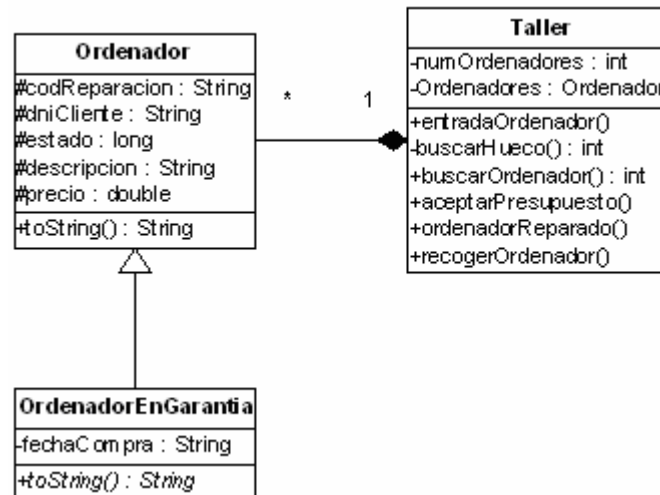 Ordenador
#codReparacion : String
#dniCliente : String
#estado : long
#descripcion : String
#precio : double
+toString() : String
*
1
Taller
-numOrdenadores : int
-Ordenadores : Ordenador
+entradaOrdenador()
-buscarHueco() : int
+buscarOrdenador() : int
+aceptarPresupuesto()
+ordenadorReparado()
+recogerOrdenador()
OrdenadorEnGarantia
-fechaCompra : String
+toString() : String